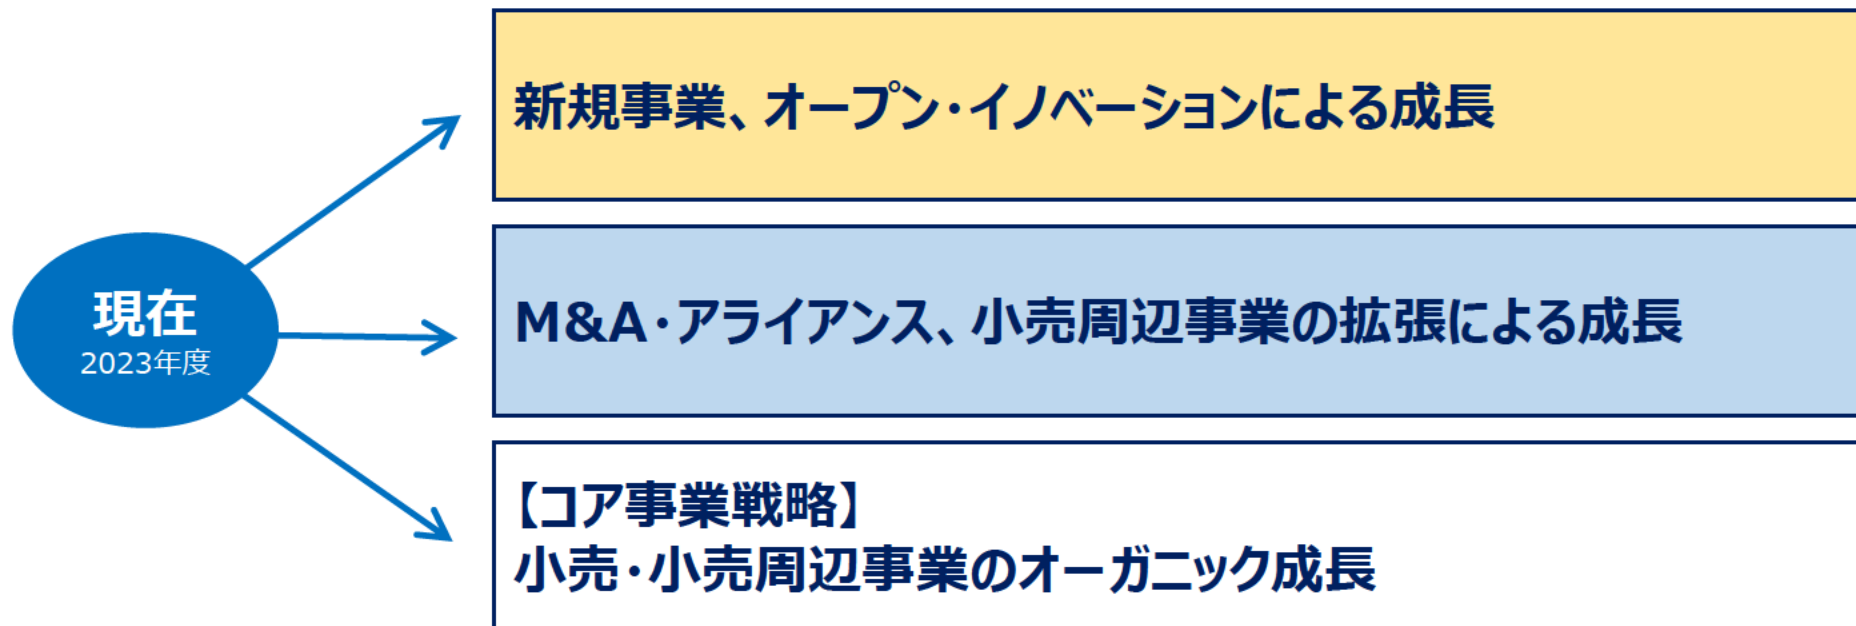 新規事業、オープン・イノベーションによる成長
現在
2023年度
M&A・アライアンス、小売周辺事業の拡張による成長
【コア事業戦略】
小売・小売周辺事業のオーガニック成長